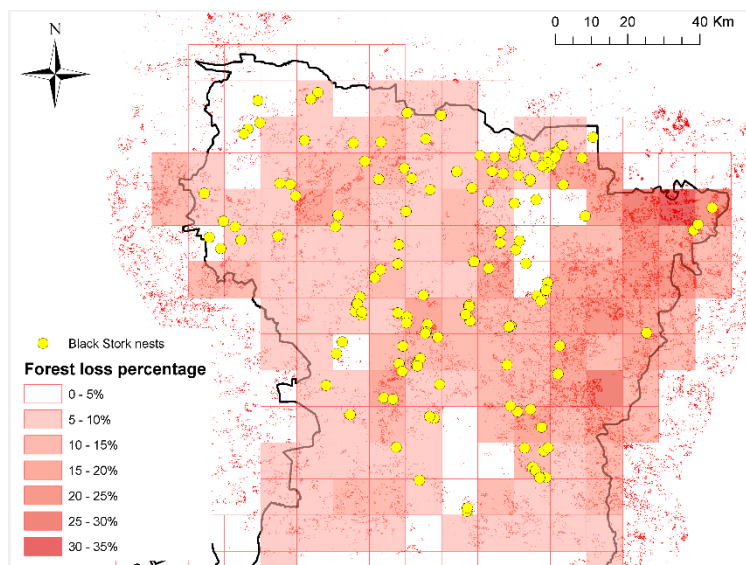 N
0 10 20 40 Km
Black Stork nests
Forest loss percentage
0 - 5%
5 - 10%
10 - 15%
15 - 20%
20 - 25%
25 - 30%
30 - 35%